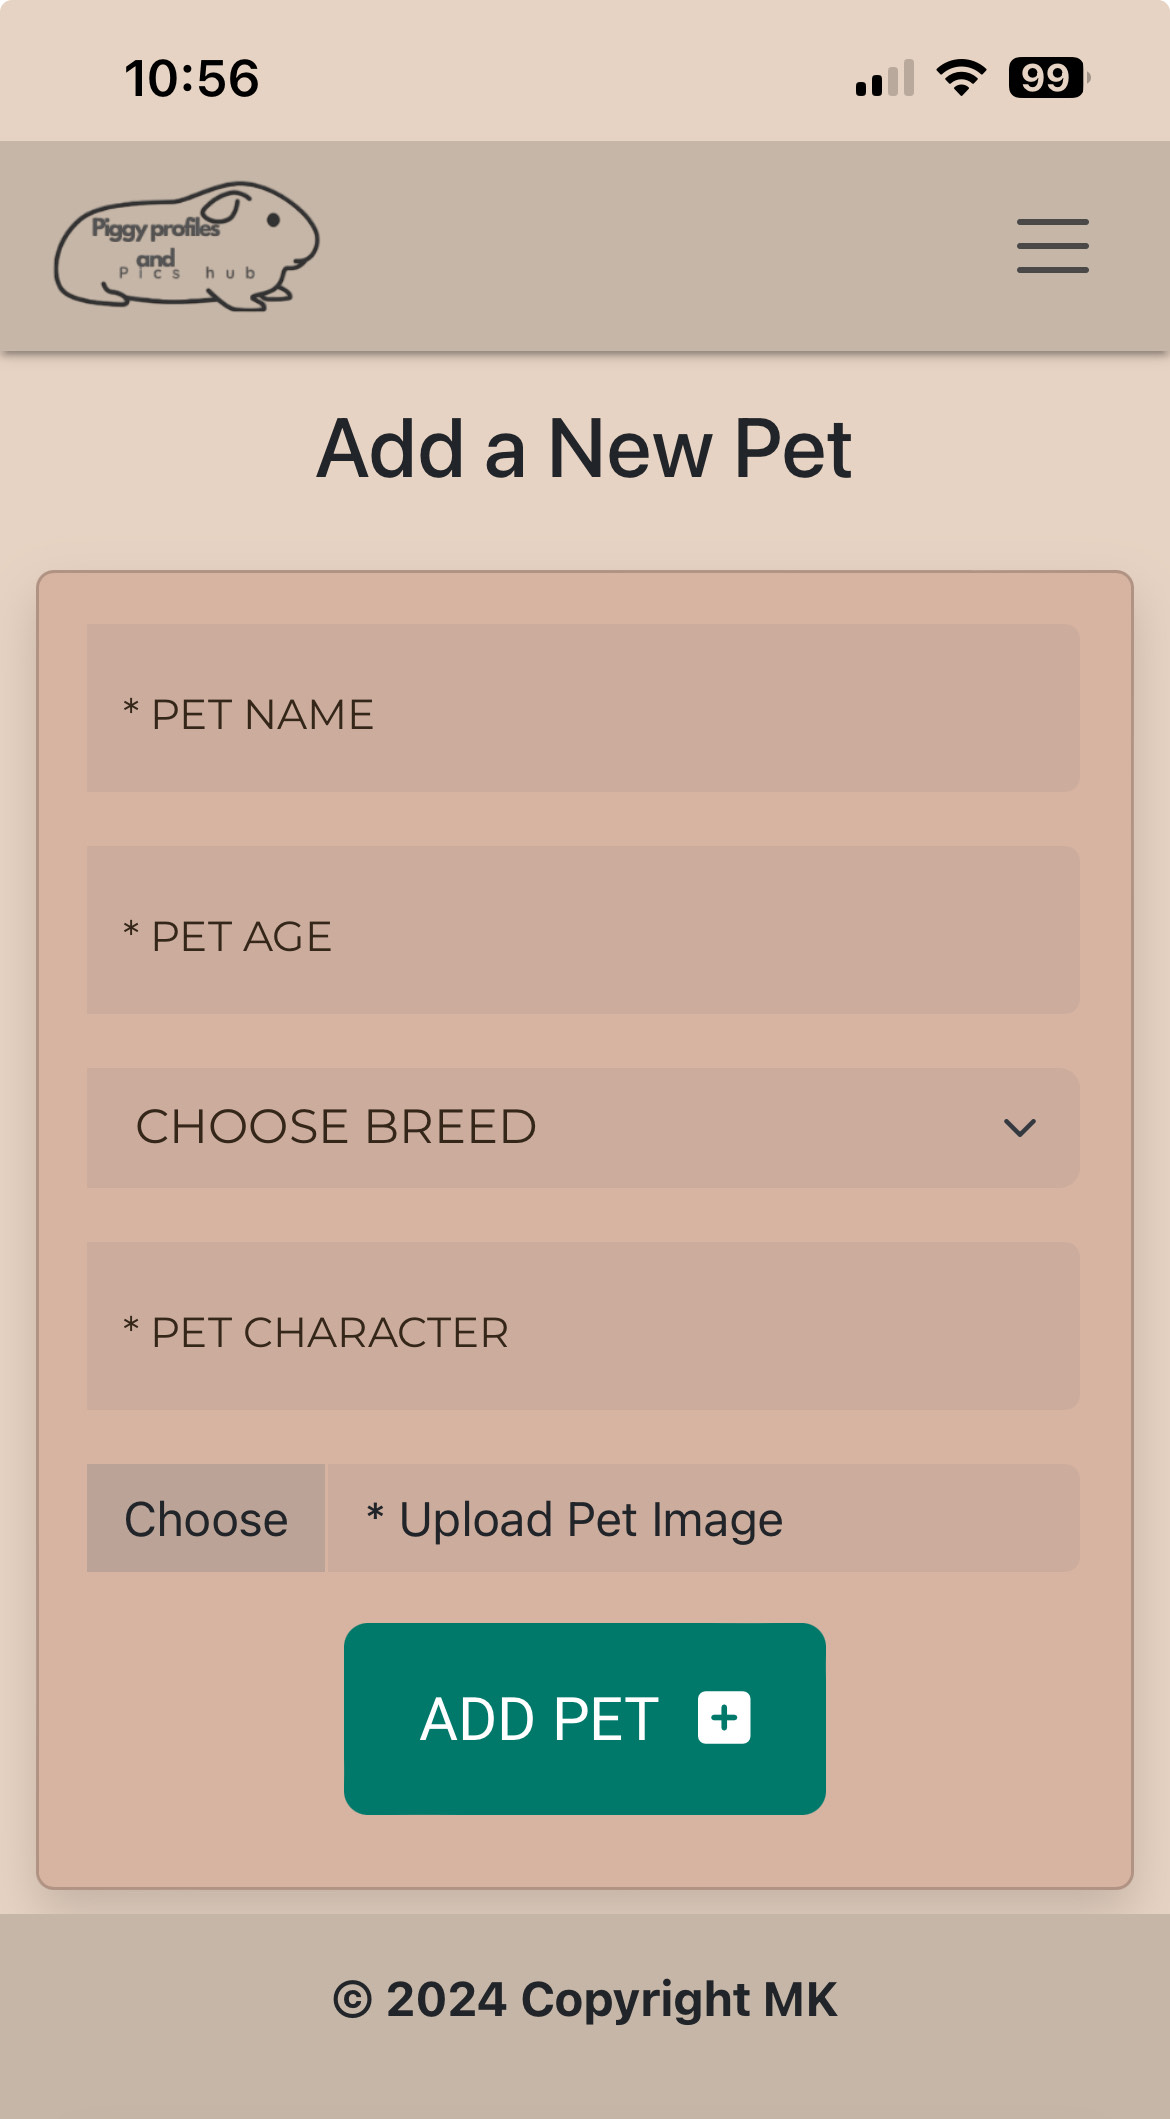 10:56
99
Piggy profiles
and
Pics hub
Add a New Pet
* PET NAME
* PET AGE
CHOOSE BREED
* PET CHARACTER
Choose
* Upload Pet Image
ADD PET
© 2024 Copyright MK